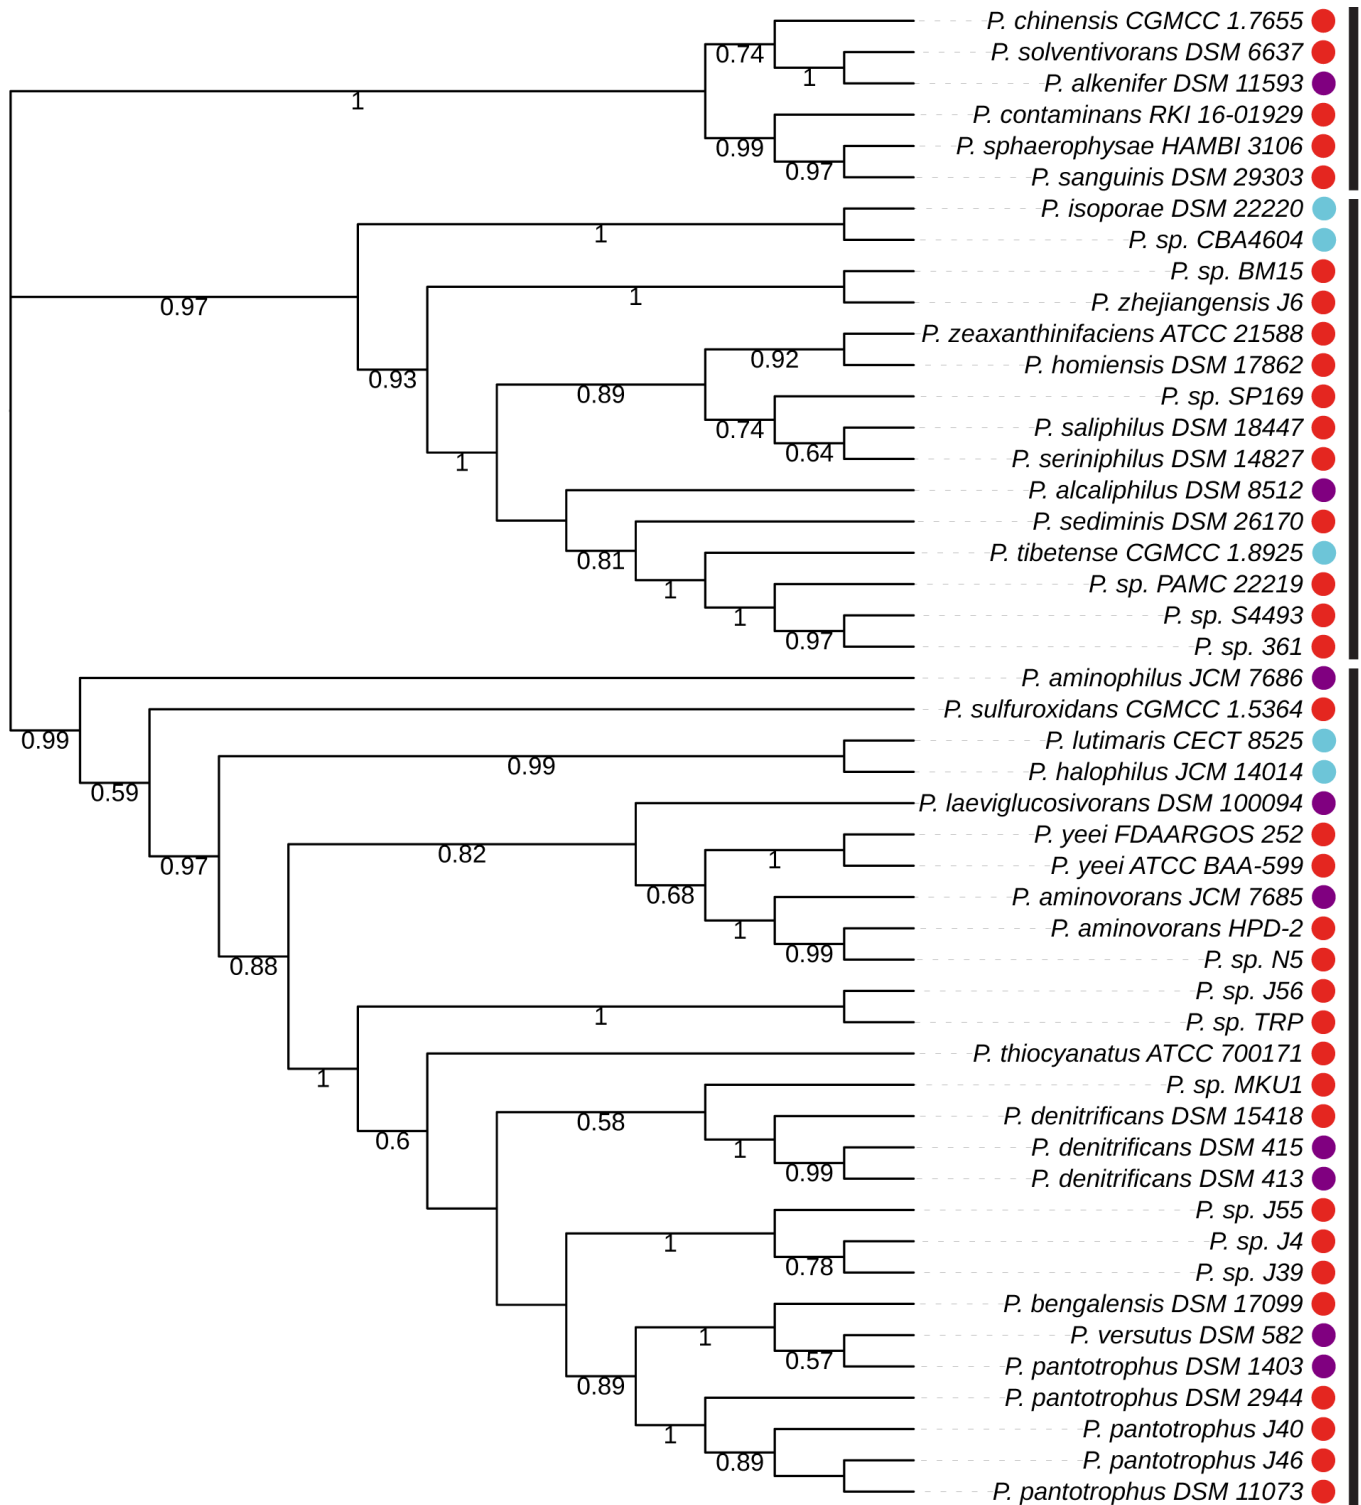 P. chinensis CGMCC 1.7655
0.74
P. solventivorans DSM 6637
1
P. alkenifer DSM 11593
1
P. contaminans RKI 16-01929
0.99
P. sphaerophysae HAMBI 3106
0.97
P. sanguinis DSM 29303
P. isoporae DSM 22220
1
P. sp. CBA4604
P. sp. BM15
1
0.97
P. zhejiangensis J6
P. zeaxanthinifaciens ATCC 21588
0.92
P. homiensis DSM 17862
0.93
0.89
P. sp. SP169
0.74
P. saliphilus DSM 18447
0.64
P. seriniphilus DSM 14827
1
P. alcaliphilus DSM 8512
P. sediminis DSM 26170
0.81
P. tibetense CGMCC 1.8925
1
P. sp. PAMC 22219
1
P. sp. S4493
0.97
P. sp. 361
P. aminophilus JCM 7686
P. sulfuroxidans CGMCC 1.5364
0.99
P. lutimaris CECT 8525
0.99
P. halophilus JCM 14014
0.59
P. laeviglucosivorans DSM 100094
P. yeei FDAARGOS 252
0.82
1
P. yeei ATCC BAA-599
0.97
0.68
P. aminovorans JCM 7685
1
P. aminovorans HPD-2
0.99
P. sp. N5
0.88
P. sp. J56
1
P. sp. TRP
P. thiocyanatus ATCC 700171
1
P. sp. MKU1
P. denitrificans DSM 15418
0.58
0.6
1
P. denitrificans DSM 415
0.99
P. denitrificans DSM 413
P. sp. J55
1
P. sp. J4
0.78
P. sp. J39
P. bengalensis DSM 17099
1
P. versutus DSM 582
0.57
P. pantotrophus DSM 1403
0.89
P. pantotrophus DSM 2944
1
P. pantotrophus J40
0.89
P. pantotrophus J46
P. pantotrophus DSM 11073